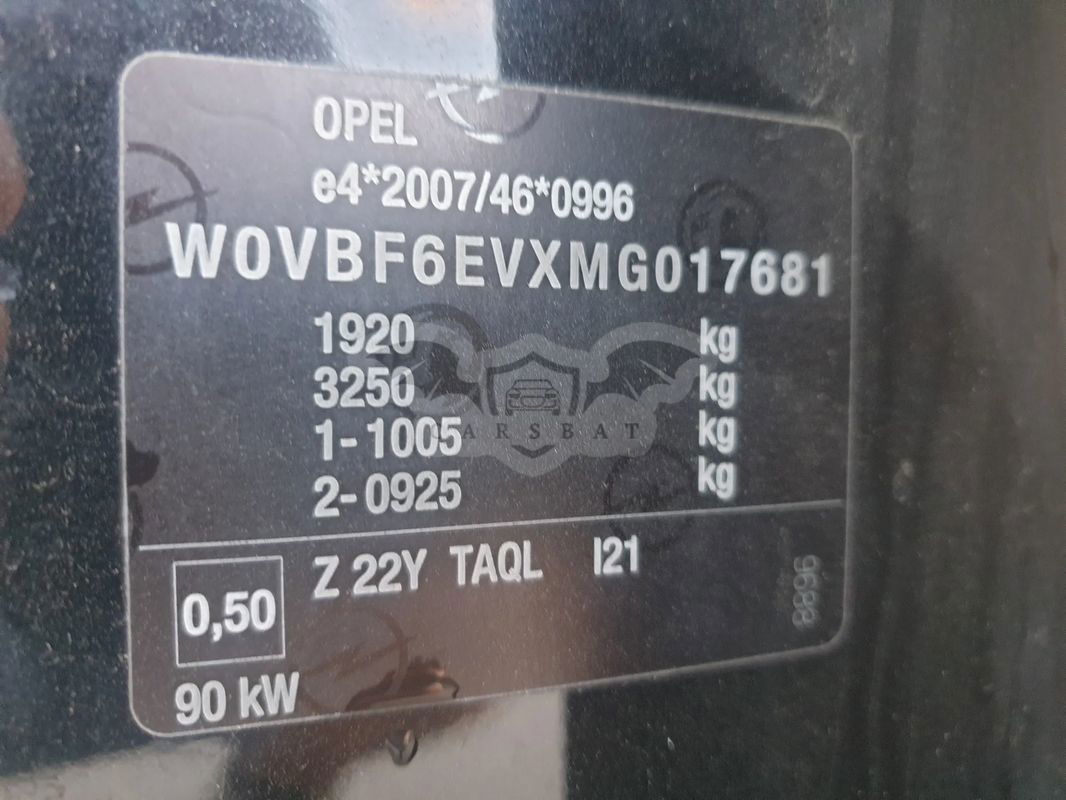 OPEL
e4*2007/46*0996
W0VBF6EVXMG017681
1920 kg
3250 kg
1-1005 kg
2-0925 kg
0,50 Z 22Y TAQL I21
90 kW
8896
ARSBAT